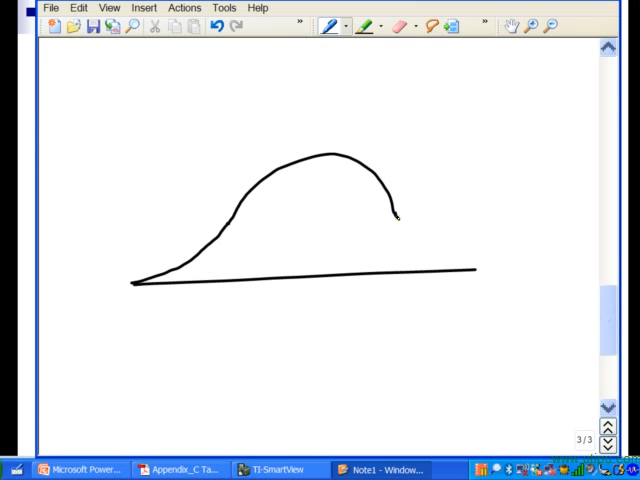 File Edit View Insert Actions Tools Help
3/3
Microsoft Power... Appendix_C Ta... TI-SmartView Note1 - Window...